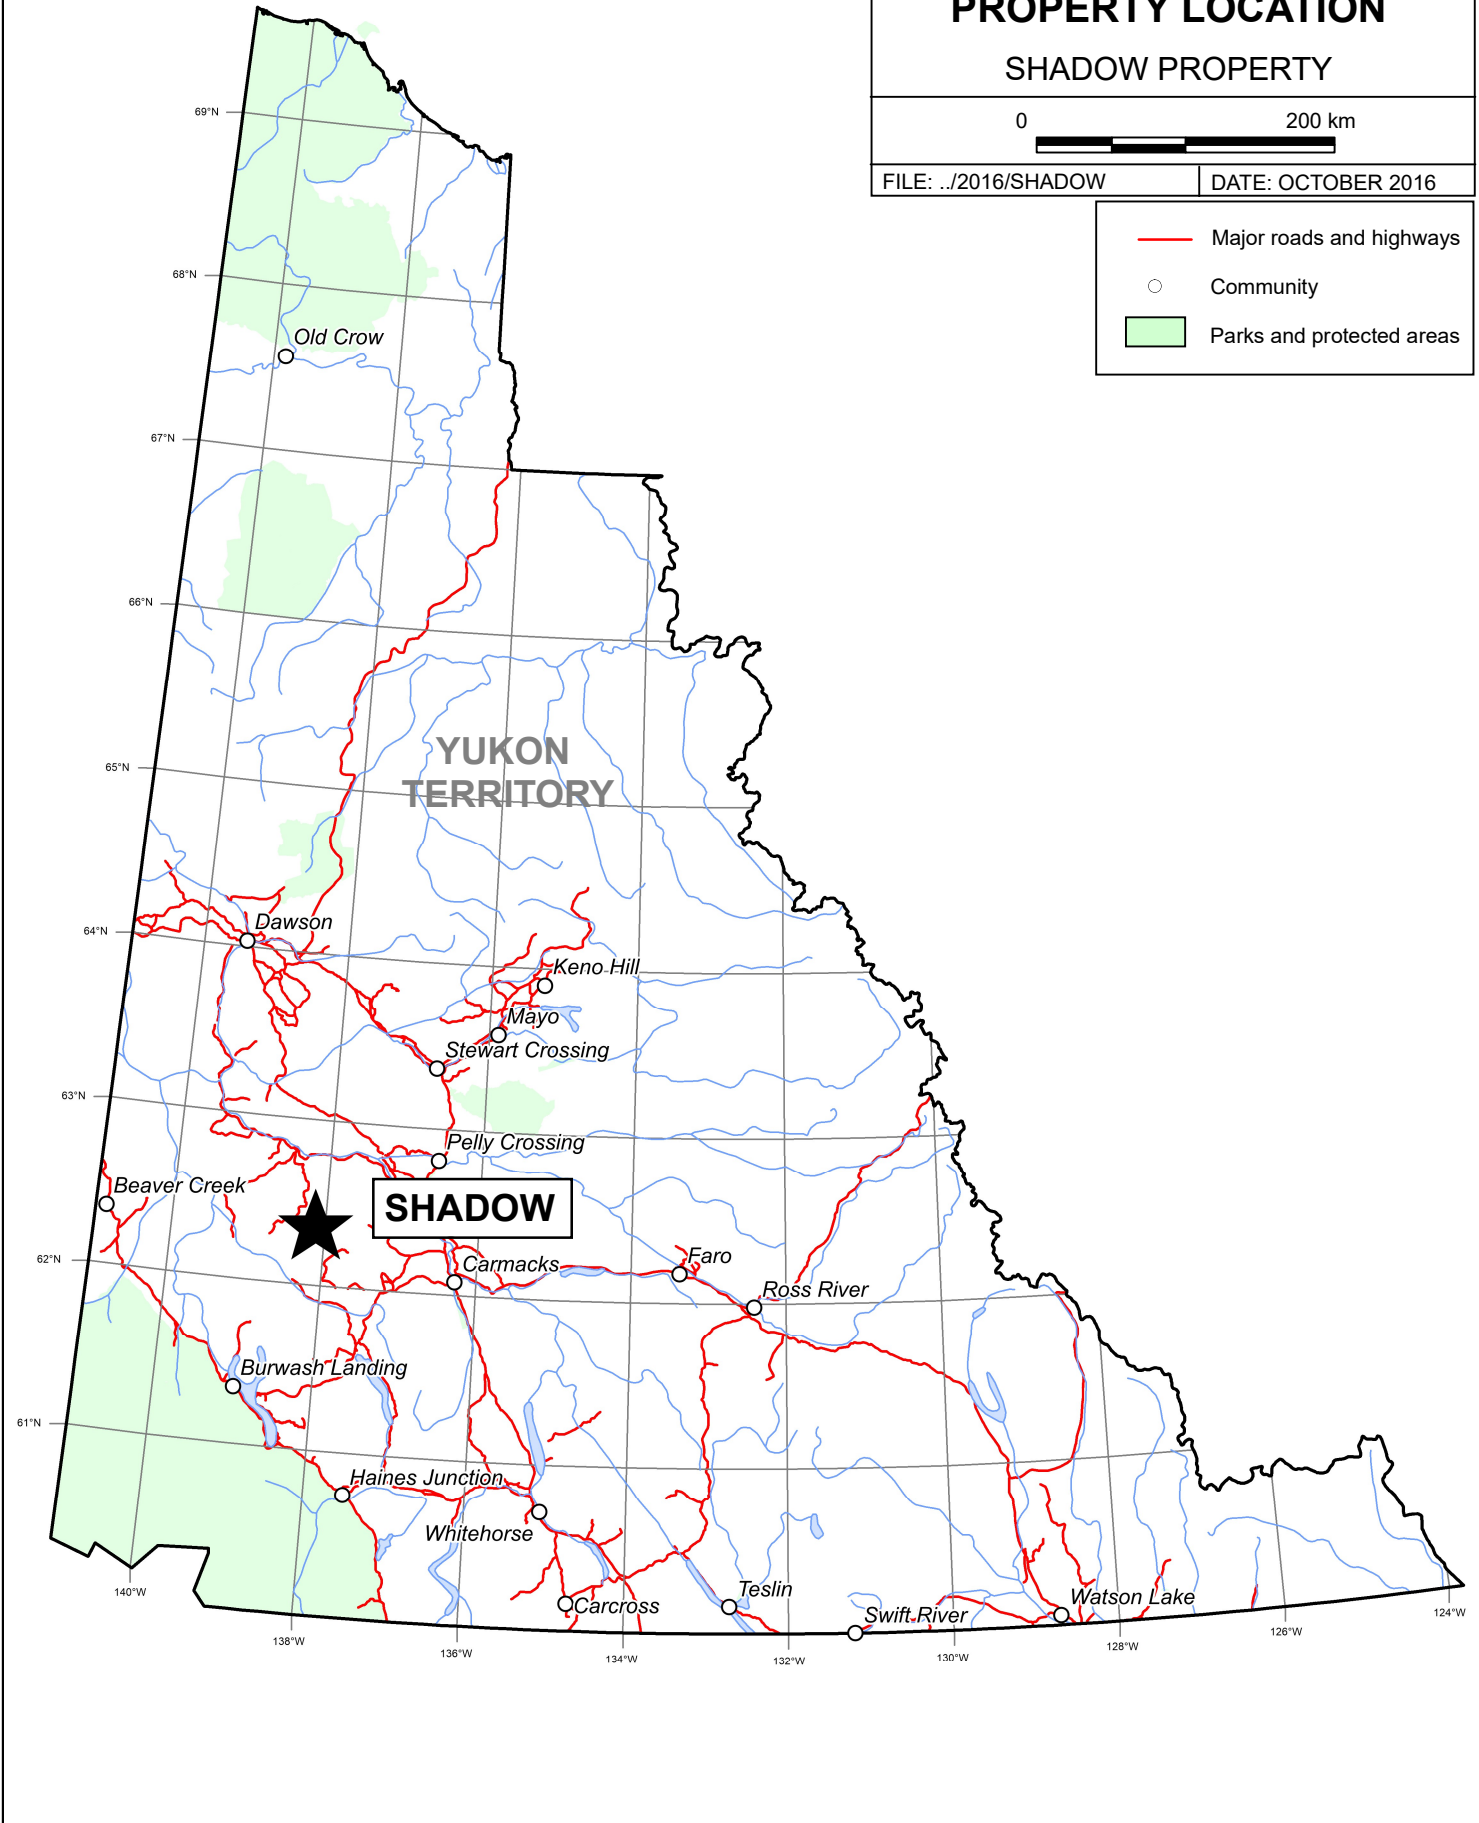 PROPERTY LOCATION
SHADOW PROPERTY
0 200 km
FILE: ../2016/SHADOW DATE: OCTOBER 2016
Major roads and highways
Community
Parks and protected areas
69°N
68°N
Old Crow
67°N
66°N
YUKON
TERRITORY
65°N
Dawson
64°N
Keno Hill
Mayo
Stewart Crossing
63°N
Pelly Crossing
Beaver Creek
SHADOW
62°N
Carmacks
Faro
Ross River
Burwash Landing
61°N
Haines Junction
Whitehorse
Teslin
Carcross
Swift River
Watson Lake
140°W
138°W
136°W
134°W
132°W
130°W
128°W
126°W
124°W